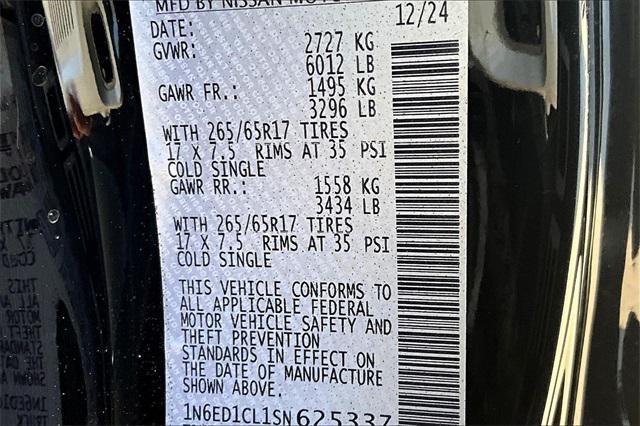 MFD BY NISSAN MOTOR
DATE: 12/24
GVWR: 2727 KG
6012 LB
GAWR FR.: 1495 KG
3296 LB
WITH 265/65R17 TIRES
17 X 7.5 RIMS AT 35 PSI
COLD SINGLE
GAWR RR.: 1558 KG
3434 LB
WITH 265/65R17 TIRES
17 X 7.5 RIMS AT 35 PSI
COLD SINGLE
THIS VEHICLE CONFORMS TO
ALL APPLICABLE FEDERAL
MOTOR VEHICLE SAFETY AND
THEFT PREVENTION
STANDARDS IN EFFECT ON
THE DATE OF MANUFACTURE
SHOWN ABOVE.
1N6ED1CL1SN625337